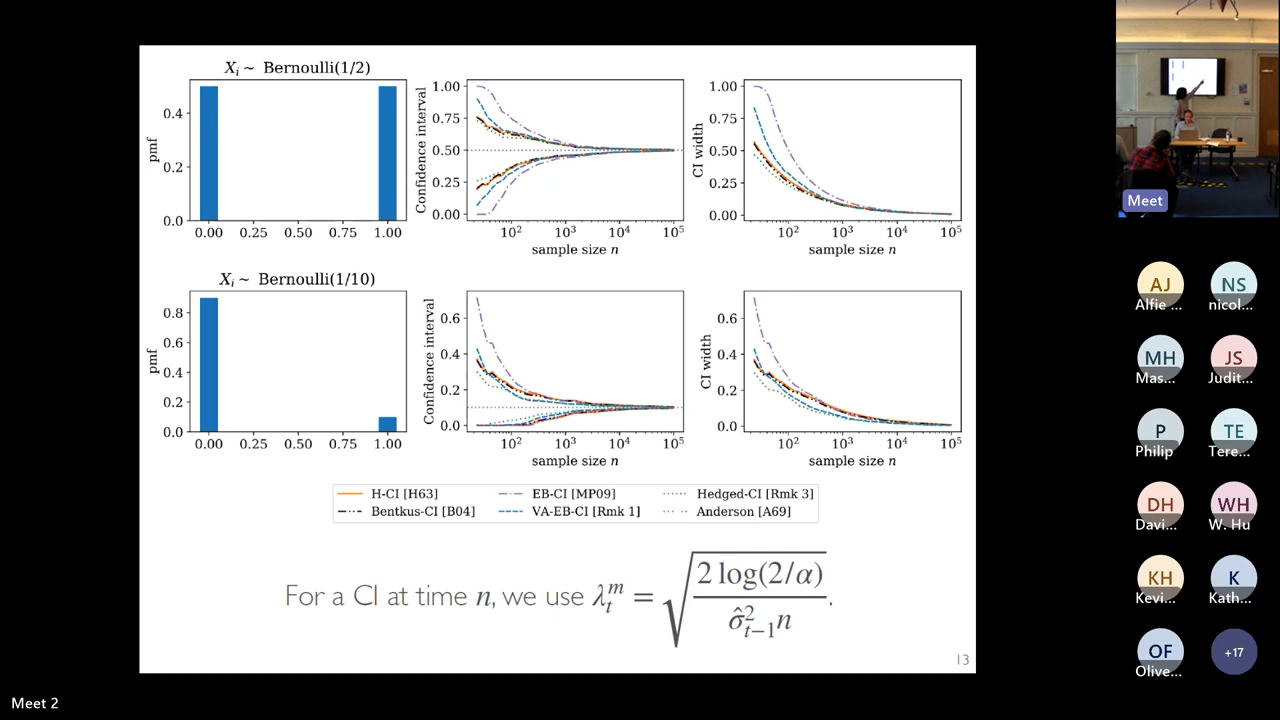 X_i ~ Bernoulli(1/2)
pmf
0.4
0.2
0.0
0.00 0.25 0.50 0.75 1.00
Confidence interval
1.00
0.75
0.50
0.25
0.00
10² 10³ 10⁴ 10⁵
sample size n
CI width
1.00
0.75
0.50
0.25
0.00
10² 10³ 10⁴ 10⁵
sample size n
X_i ~ Bernoulli(1/10)
pmf
0.8
0.6
0.4
0.2
0.0
0.00 0.25 0.50 0.75 1.00
Confidence interval
0.6
0.4
0.2
0.0
10² 10³ 10⁴ 10⁵
sample size n
CI width
0.6
0.4
0.2
0.0
10² 10³ 10⁴ 10⁵
sample size n
H-CI [H63] EB-CI [MP09] Hedged-CI [Rmk 3]
Bentkus-CI [B04] VA-EB-CI [Rmk 1] Anderson [A69]
For a CI at time n, we use λ_t^m = √(2 log(2/α) / (σ̂²_{t−1} n)).
13
Meet
AJ NS
Alfie ... nicol...
MH JS
Mas... Judit...
P TE
Philip Tere...
DH WH
Davi... W. Hu
KH K
Kevi... Kath...
OF +17
Olive...
Meet 2